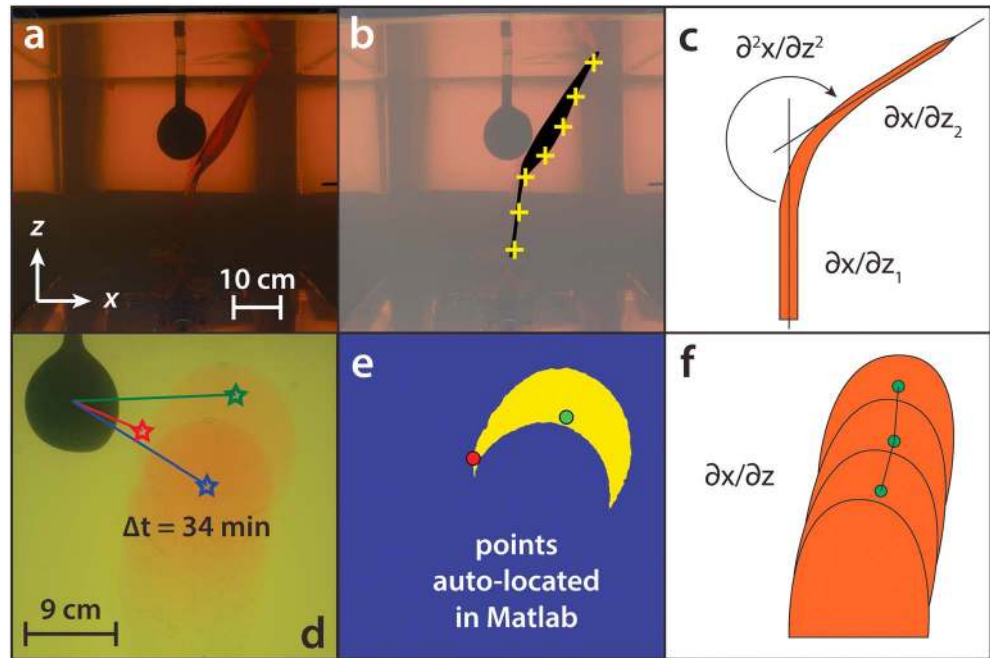 a
z
x
10 cm
b
c
∂²x/∂z²
∂x/∂z₂
∂x/∂z₁
Δt = 34 min
9 cm
d
e
points
auto-located
in Matlab
f
∂x/∂z